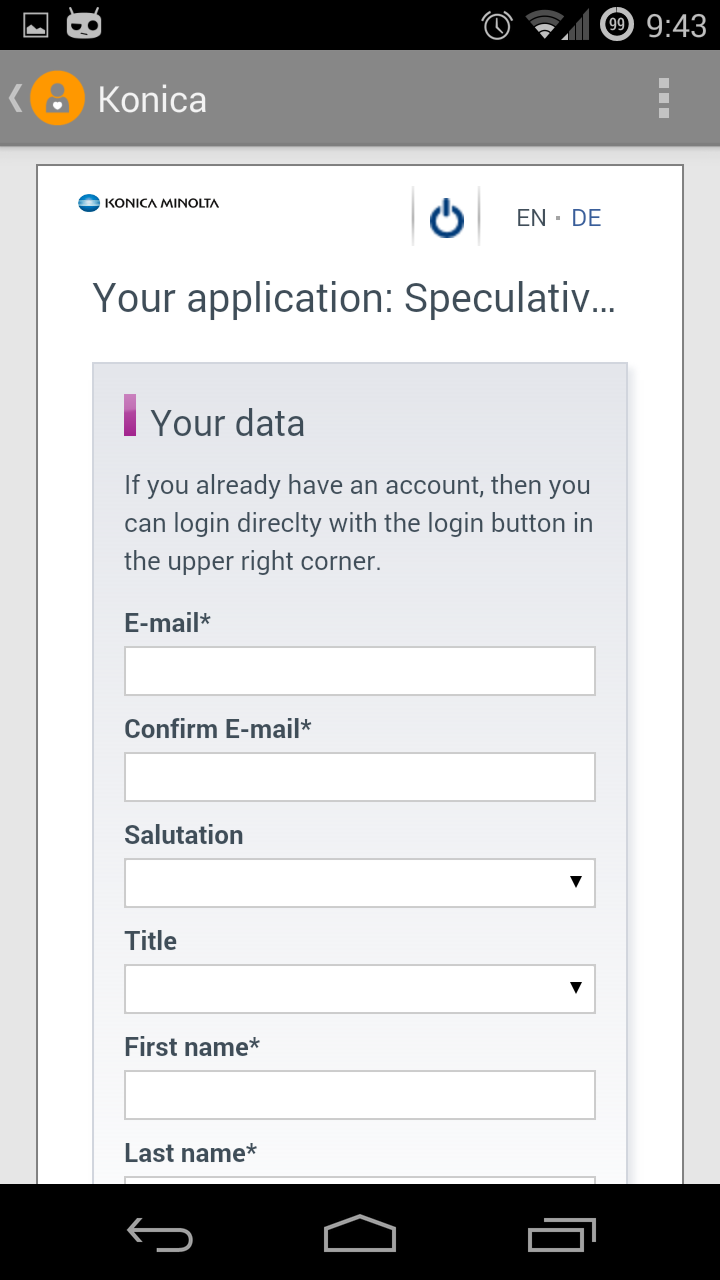 99 9:43
Konica
KONICA MINOLTA
EN · DE
Your application: Speculativ...
Your data
If you already have an account, then you
can login direclty with the login button in
the upper right corner.
E-mail*
Confirm E-mail*
Salutation
Title
First name*
Last name*